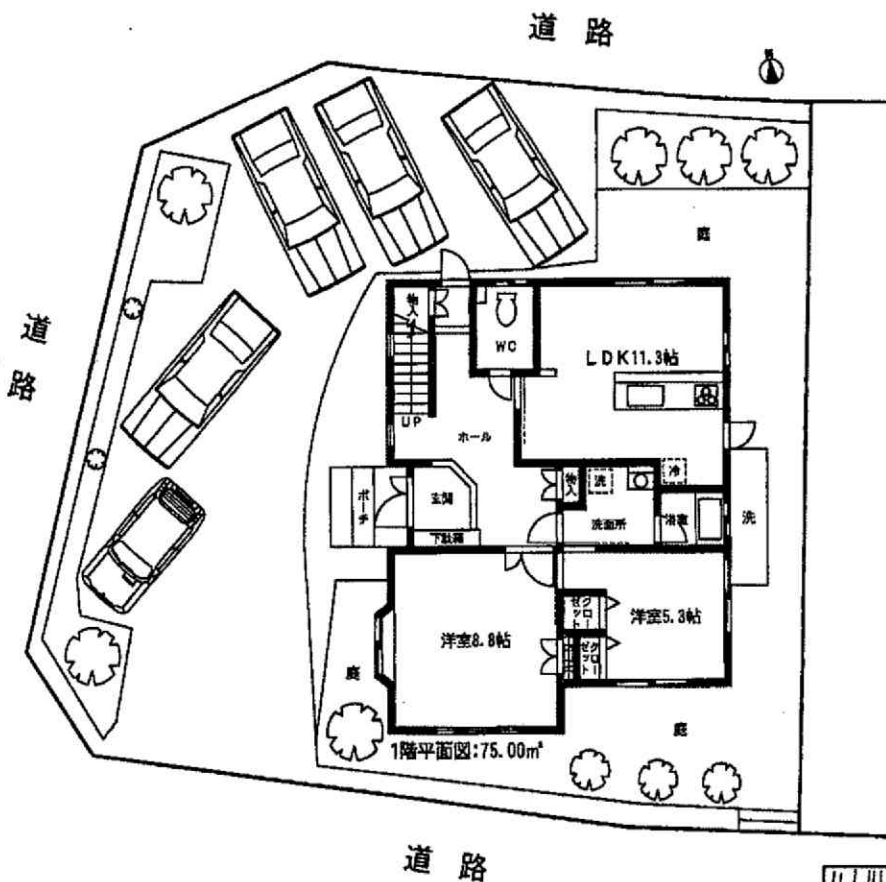 道路
庭
道路
物入
WC
LDK11.3帖
UP
ホール
ポーチ
玄関
下駄箱
物入
洗
冷
洗面所
浴室
洗
洋室8.8帖
クローゼット
洋室5.3帖
クローゼット
庭
庭
1階平面図:75.00㎡
道路